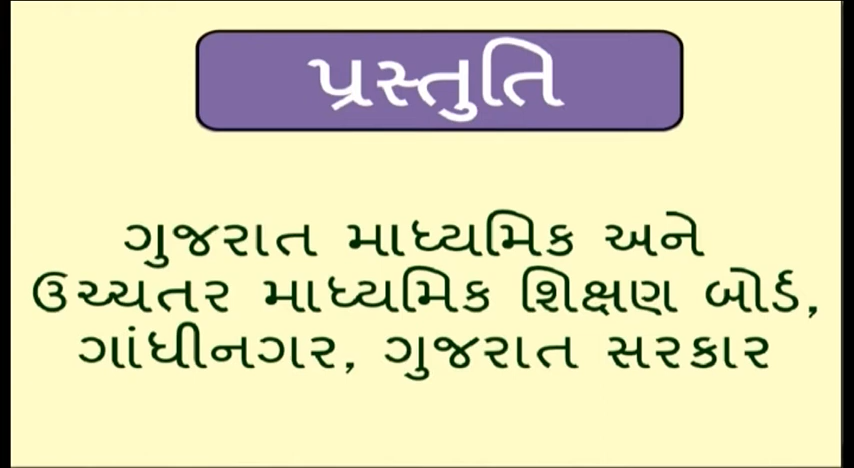 પ્રસ્તુતિ
ગુજરાત માધ્યમિક અને
ઉચ્ચતર માધ્યમિક શિક્ષણ બોર્ડ,
ગાંધીનગર, ગુજરાત સરકાર